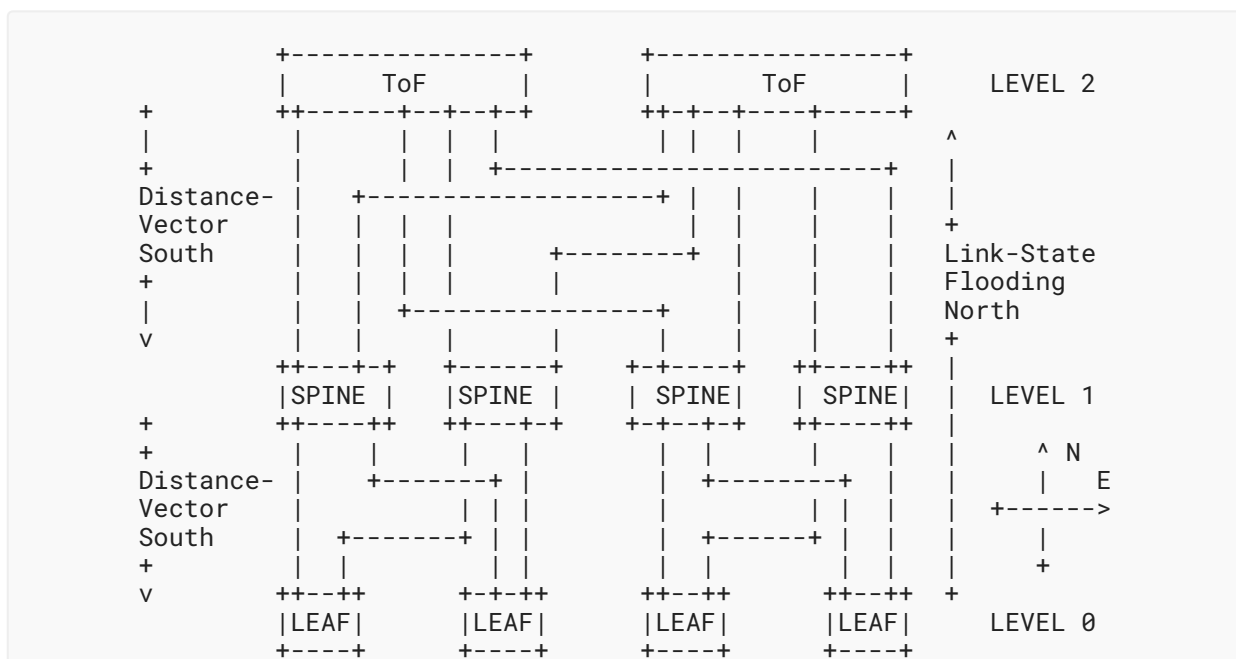 +---------------+       +----------------+
               |      ToF      |       |       ToF      |     LEVEL 2
      +        ++------+--+--+-+       ++-+--+----+-----+
      |         |      |  |  |          | |  |    |        ^
      +         |      |  |  +-------------------------+   |
      Distance- |   +-------------------+ |  |    |    |   |
      Vector    |   |  |  |               |  |    |    |   +
      South     |   |  |  |      +--------+  |    |    |   Link-State
      +         |   |  |  |      |           |    |    |   Flooding
      |         |   |  +----------------+    |    |    |   North
      v         |   |     |      |      |    |    |    |   +
               ++---+-+   +------+    +-+----+   ++----++  |
               |SPINE |   |SPINE |    | SPINE|   | SPINE|  |  LEVEL 1
      +        ++----++   ++---+-+    +-+--+-+   ++----++  |
      +         |    |     |   |        |  |      |    |   |     ^ N
      Distance- |    +-------+ |        |  +--------+  |   |     |   E
      Vector    |          | | |        |         | |  |   |  +------>
      South     |  +-------+ | |        |  +------+ |  |   |     |
      +         |  |         | |        |  |        |  |   |     +
      v        ++--++      +-+-++      ++--++      ++--++  +
               |LEAF|      |LEAF|      |LEAF|      |LEAF|     LEVEL 0
               +----+      +----+      +----+      +----+